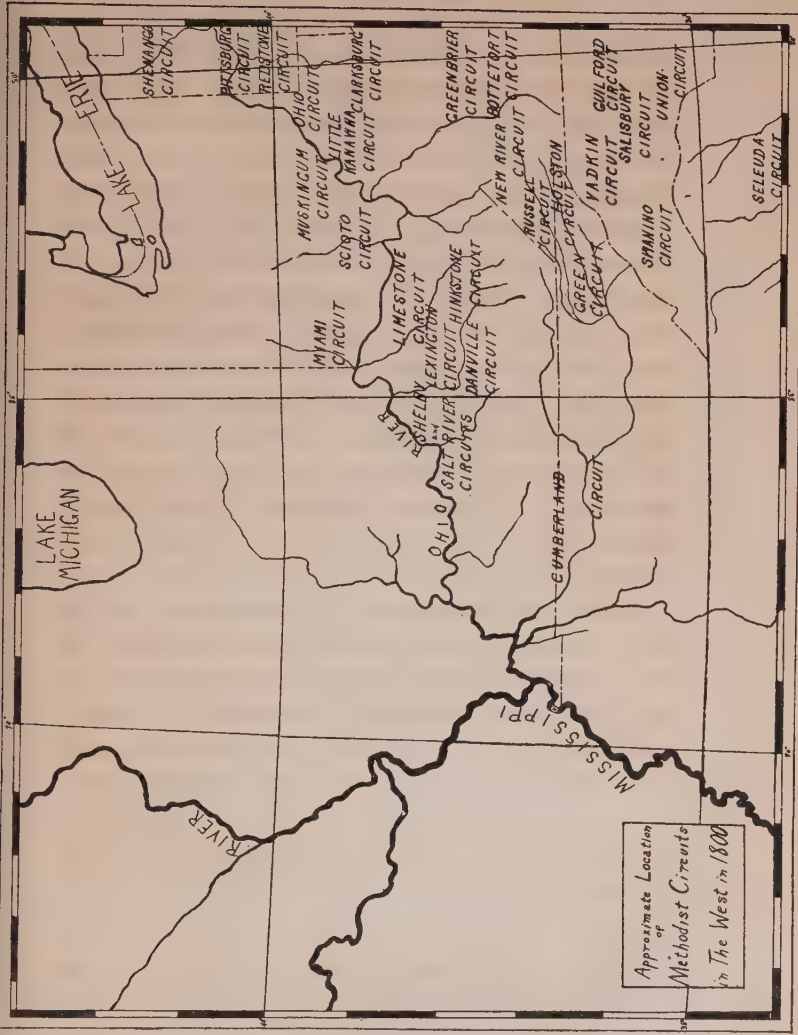 LAKE
MICHIGAN
LAKE ERIE
SHENANGO
CIRCUIT
PITTSBURG
CIRCUIT
REDSTONE
CIRCUIT
OHIO
CIRCUIT
CLARKSBURG
CIRCUIT
LITTLE
KANAWHA
CIRCUIT
MUSKINGUM
CIRCUIT
SCIOTO
CIRCUIT
MYAMI
CIRCUIT
GREENBRIER
CIRCUIT
BOTTETORT
CIRCUIT
NEW RIVER
CIRCUIT
RUSSELL
CIRCUIT
HOLSTON
CIRCUIT
GREEN
CIRCUIT
GUILFORD
CIRCUIT
SALISBURY
CIRCUIT
YADKIN
CIRCUIT
UNION
CIRCUIT
SWANINO
CIRCUIT
SELEUDA
CIRCUIT
LIMESTONE
CIRCUIT
LEXINGTON
CIRCUIT
HINKSTONE
CIRCUIT
SHELBY
and
SALT RIVER
CIRCUITS
DANVILLE
CIRCUIT
OHIO RIVER
CUMBERLAND
CIRCUIT
MISSISSIPPI
RIVER
Approximate Location
OF
Methodist Circuits
in The West in 1800